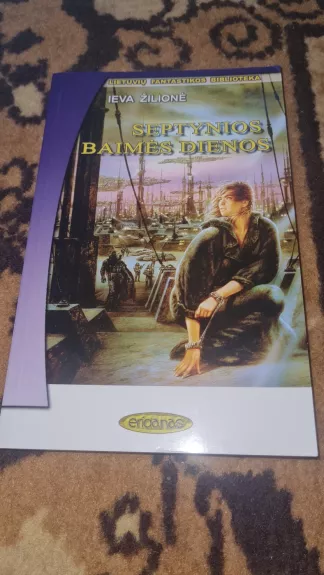 LIETUVIŲ FANTASTIKOS BIBLIOTEKA
IEVA ŽILIONĖ
SEPTYNIOS
BAIMĖS DIENOS
eridanas